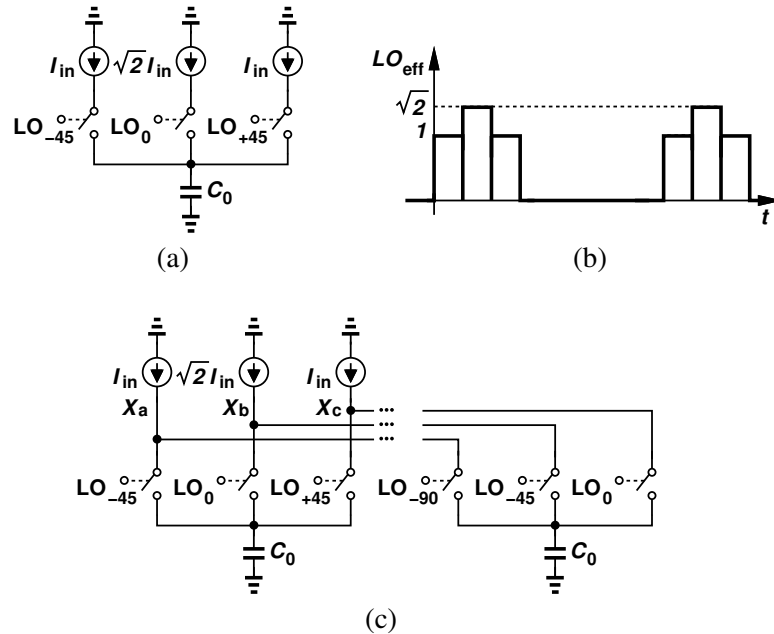 I_in √2 I_in I_in
LO_−45 LO_0 LO_+45
C_0
(a)
LO_eff
√2
1
t
(b)
I_in √2 I_in I_in
X_a X_b X_c ...
...
LO_−45 LO_0 LO_+45 LO_−90 LO_−45 LO_0
C_0 C_0
(c)